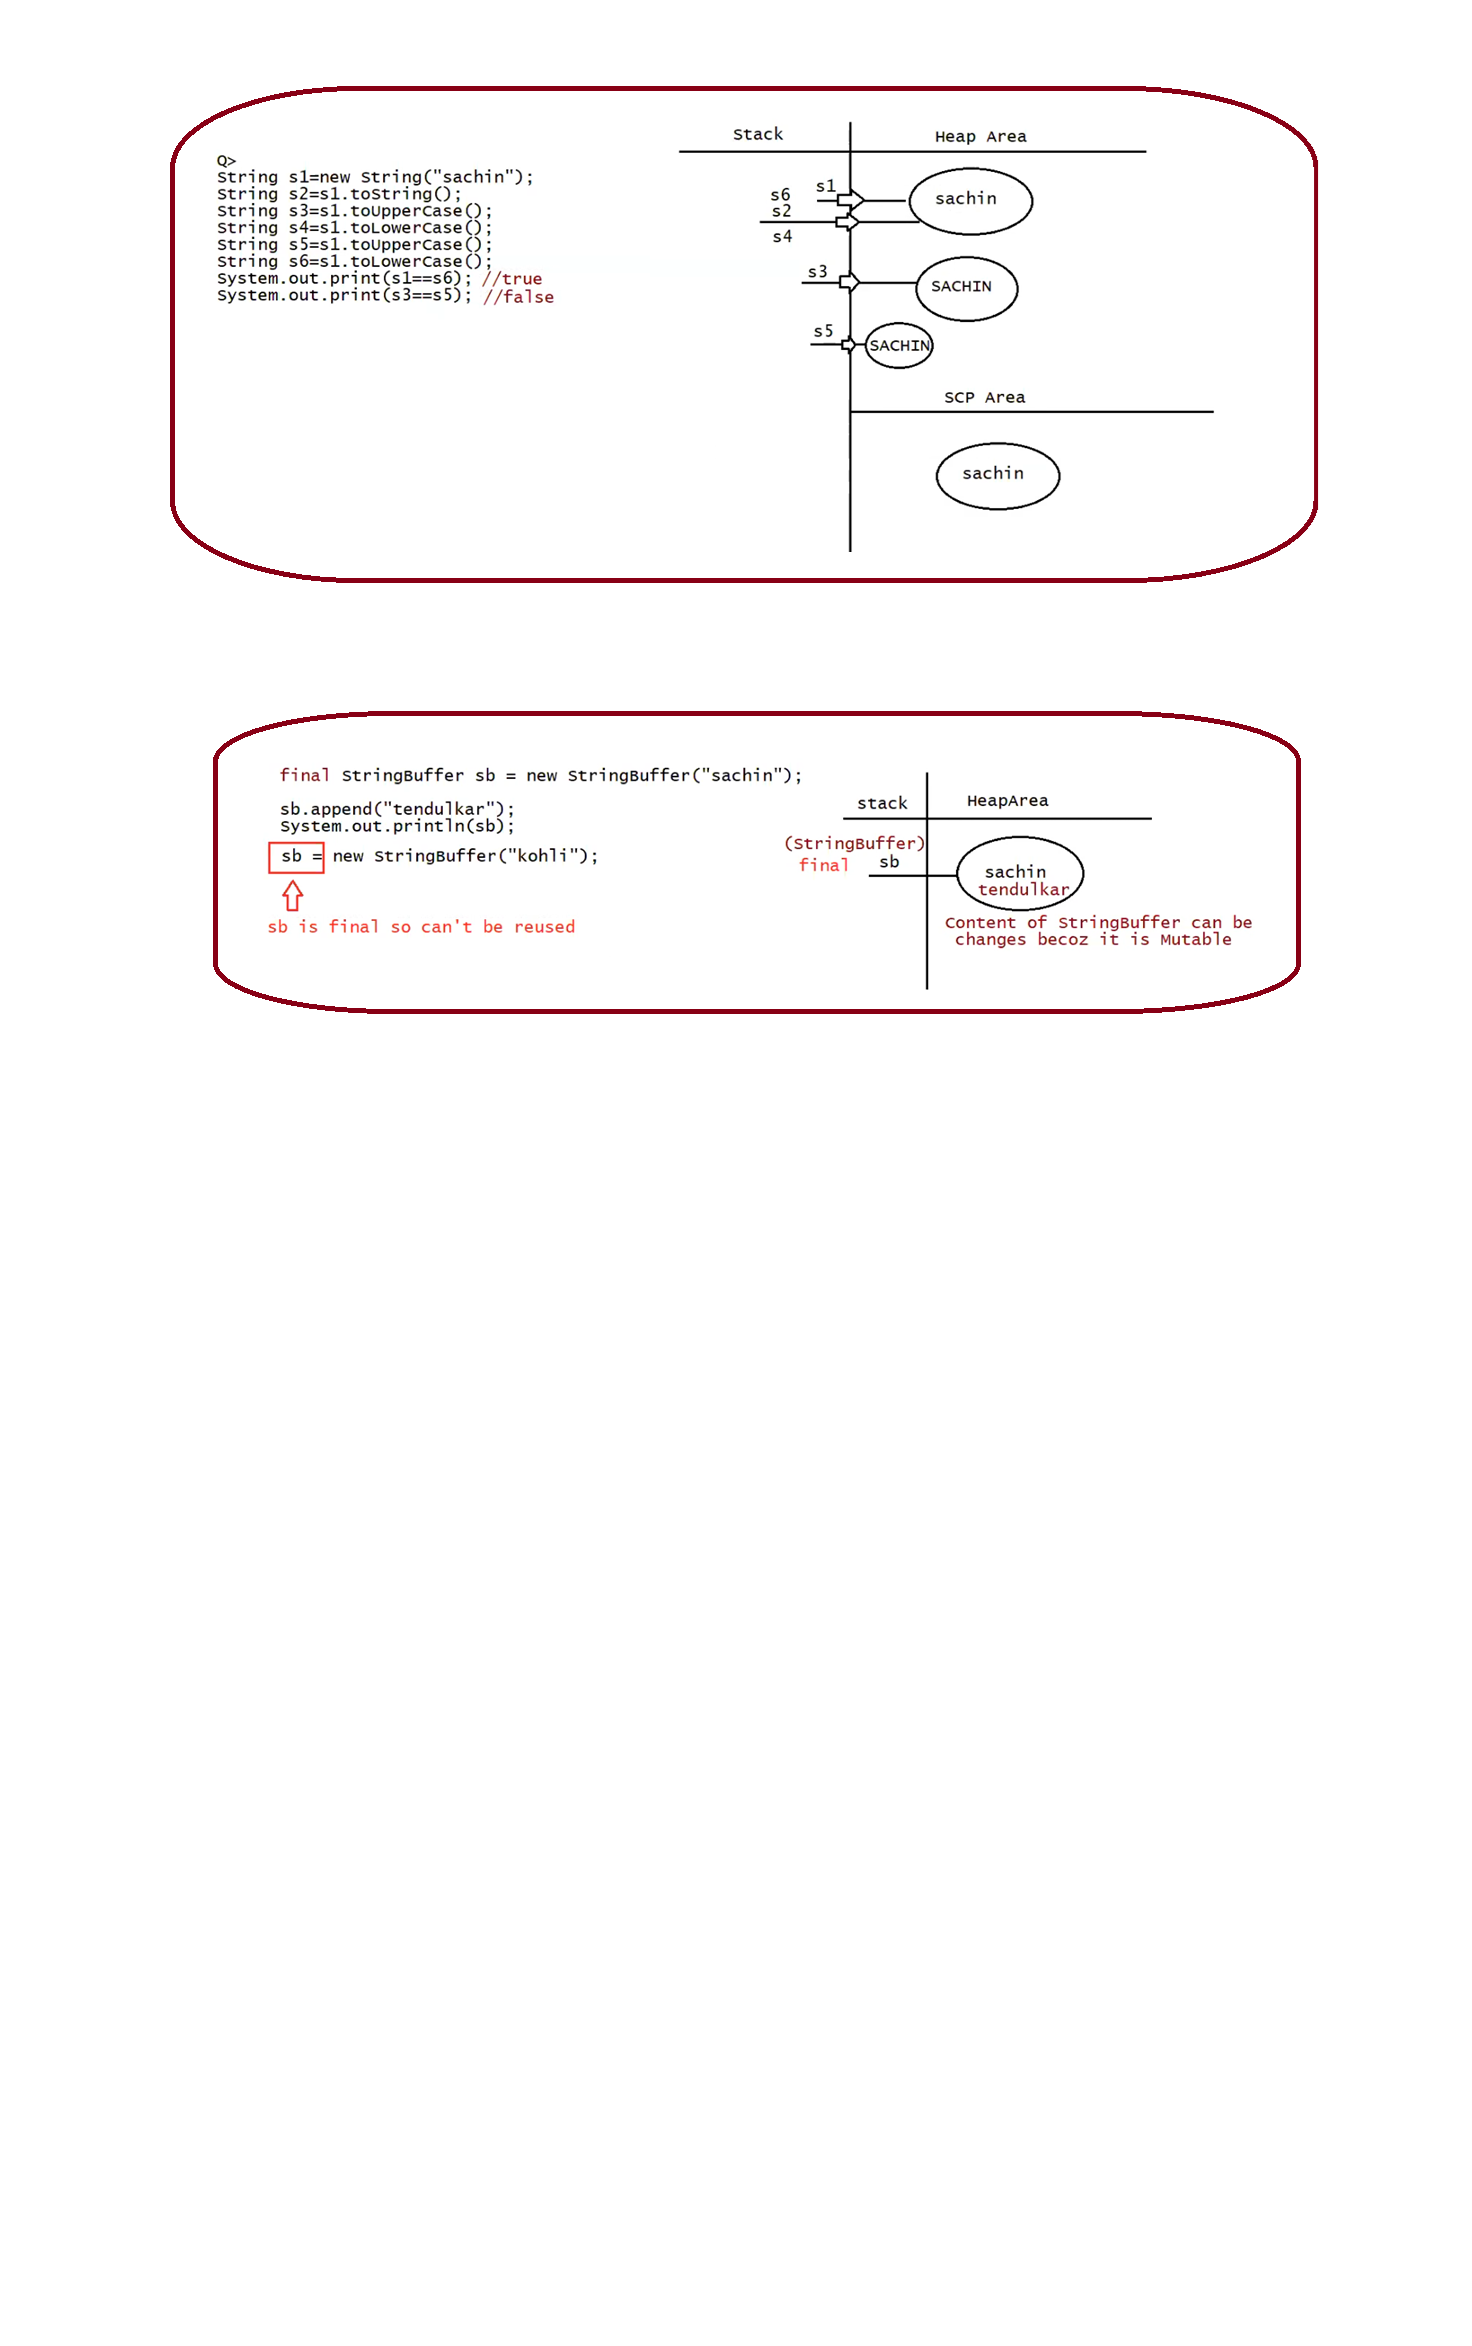 Q>
String s1=new String("sachin");
String s2=s1.toString();
String s3=s1.toUpperCase();
String s4=s1.toLowerCase();
String s5=s1.toUpperCase();
String s6=s1.toLowerCase();
System.out.print(s1==s6); //true
System.out.print(s3==s5); //false
Stack
Heap Area
s6
s1
s2
s4
sachin
s3
SACHIN
s5
SACHIN
SCP Area
sachin
final StringBuffer sb = new StringBuffer("sachin");
sb.append("tendulkar");
System.out.println(sb);
sb = new StringBuffer("kohli");
sb is final so can't be reused
stack
HeapArea
(StringBuffer)
final
sb
sachin
tendulkar
Content of StringBuffer can be
changes becoz it is Mutable